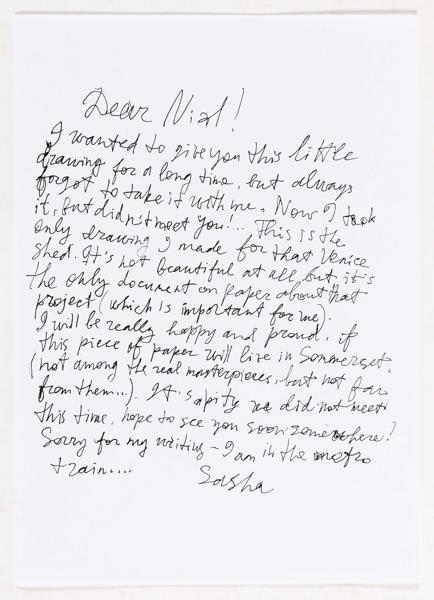 Dear Nial!
I wanted to give you this little
drawing for a long time, but always
forgot to take it with me. Now I took
it, but didn't meet you!... This is the
only drawing I made for that Venice
shed. It's not beautiful at all but it's
the only document on paper about that
project (which is important for me).
I will be really happy and proud, if
this piece of paper will live in Sommerset.
(not among the real masterpieces, but not far
from them...). It's a pity we did not meet
this time, hope to see you soon somewhere!
Sorry for my writing – I am in the metro
train....
Sasha